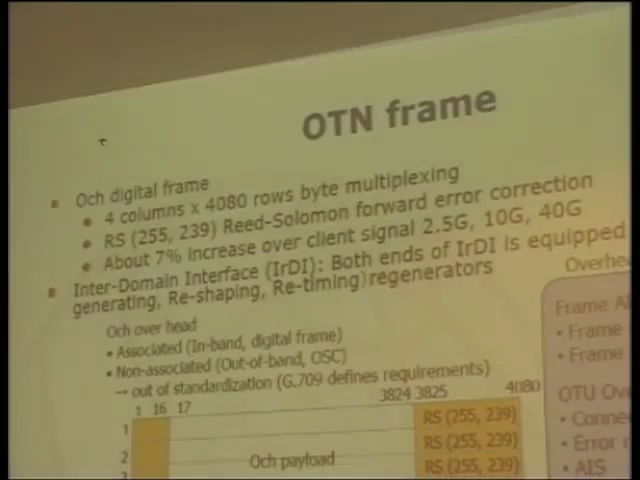 OTN frame
Och digital frame
4 columns x 4080 rows byte multiplexing
RS (255, 239) Reed-Solomon forward error correction
About 7% increase over client signal 2.5G, 10G, 40G
Inter-Domain Interface (IrDI): Both ends of IrDI is equipped
generating, Re-shaping, Re-timing)regenerators
Och over head
• Associated (In-band, digital frame)
• Non-associated (Out-of-band, OSC)
→ out of standardization (G.709 defines requirements)
1 16 17 3824 3825 4080
1 RS (255, 239)
RS (255, 239)
2 Och payload RS (255, 239)
Frame
• Frame
• Frame
OTU
• Error
• AIS